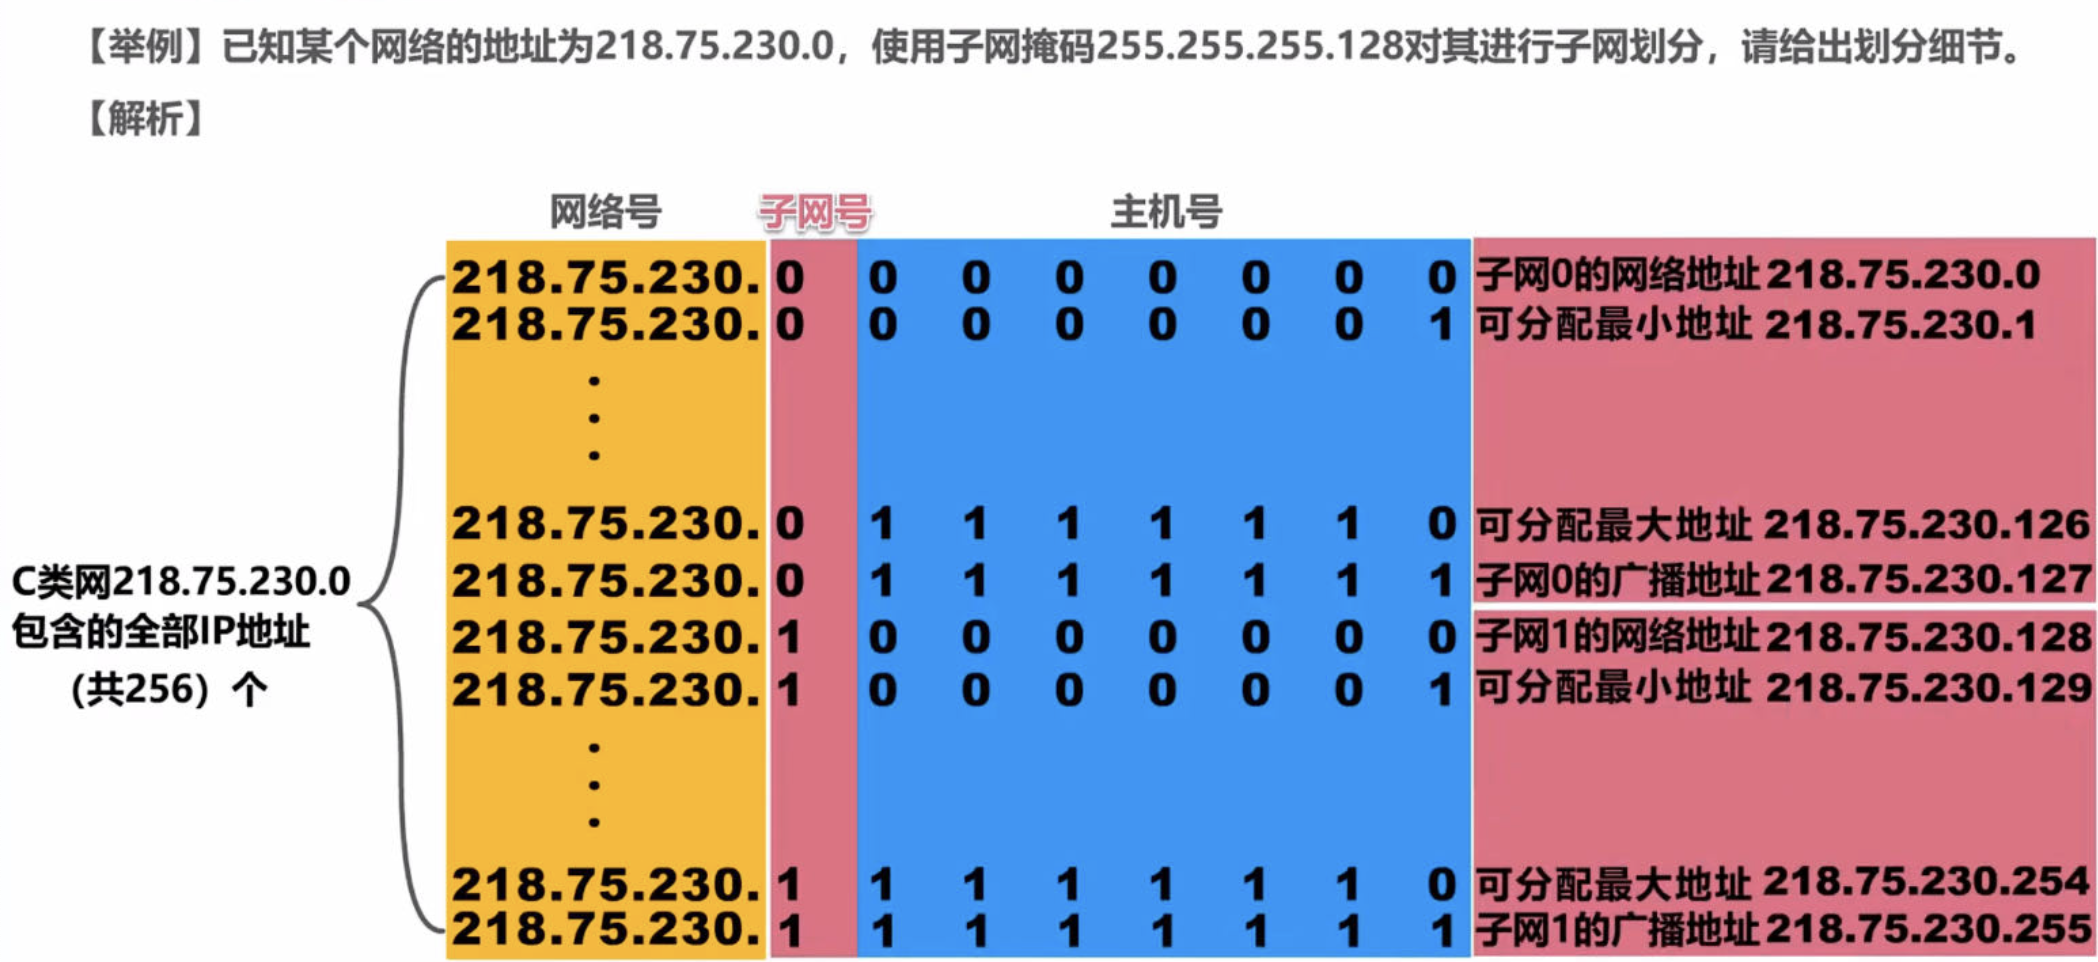 【举例】已知某个网络的地址为218.75.230.0，使用子网掩码255.255.255.128对其进行子网划分，请给出划分细节。
【解析】
网络号 子网号 主机号
218.75.230. 0 0 0 0 0 0 0 0 子网0的网络地址 218.75.230.0
218.75.230. 0 0 0 0 0 0 0 1 可分配最小地址 218.75.230.1
.
.
.
218.75.230. 0 1 1 1 1 1 1 0 可分配最大地址 218.75.230.126
218.75.230. 0 1 1 1 1 1 1 1 子网0的广播地址 218.75.230.127
218.75.230. 1 0 0 0 0 0 0 0 子网1的网络地址 218.75.230.128
218.75.230. 1 0 0 0 0 0 0 1 可分配最小地址 218.75.230.129
.
.
.
218.75.230. 1 1 1 1 1 1 1 0 可分配最大地址 218.75.230.254
218.75.230. 1 1 1 1 1 1 1 1 子网1的广播地址 218.75.230.255
C类网218.75.230.0
包含的全部IP地址
（共256）个